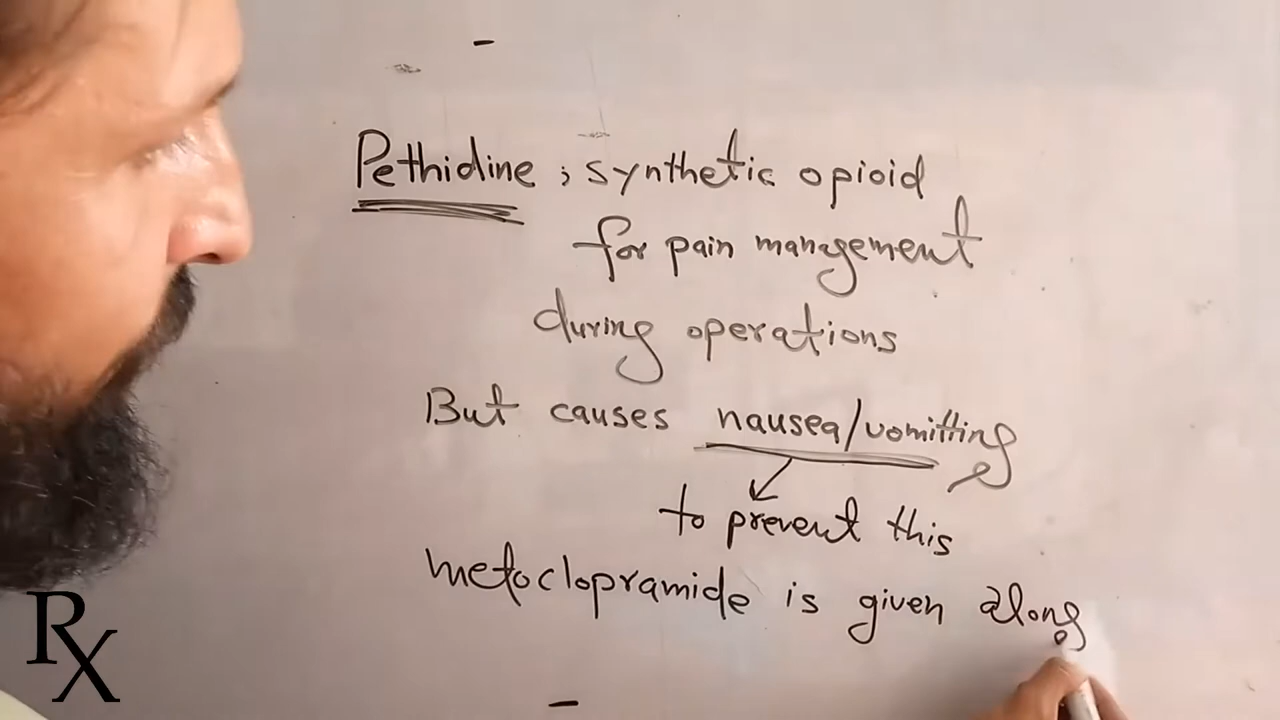 Pethidine ; synthetic opioid
for pain management
during operations
But causes nausea/vomitting
to prevent this
metoclopramide is given along
RX